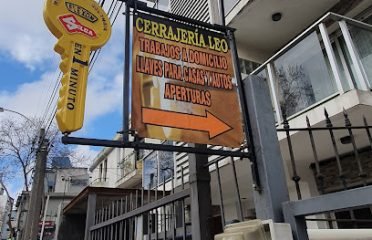 EN 1
MINUTO
CERRAJERÍA LEO
TRABAJOS A DOMICILIO
LLAVES PARA CASAS Y AUTOS
APERTURAS